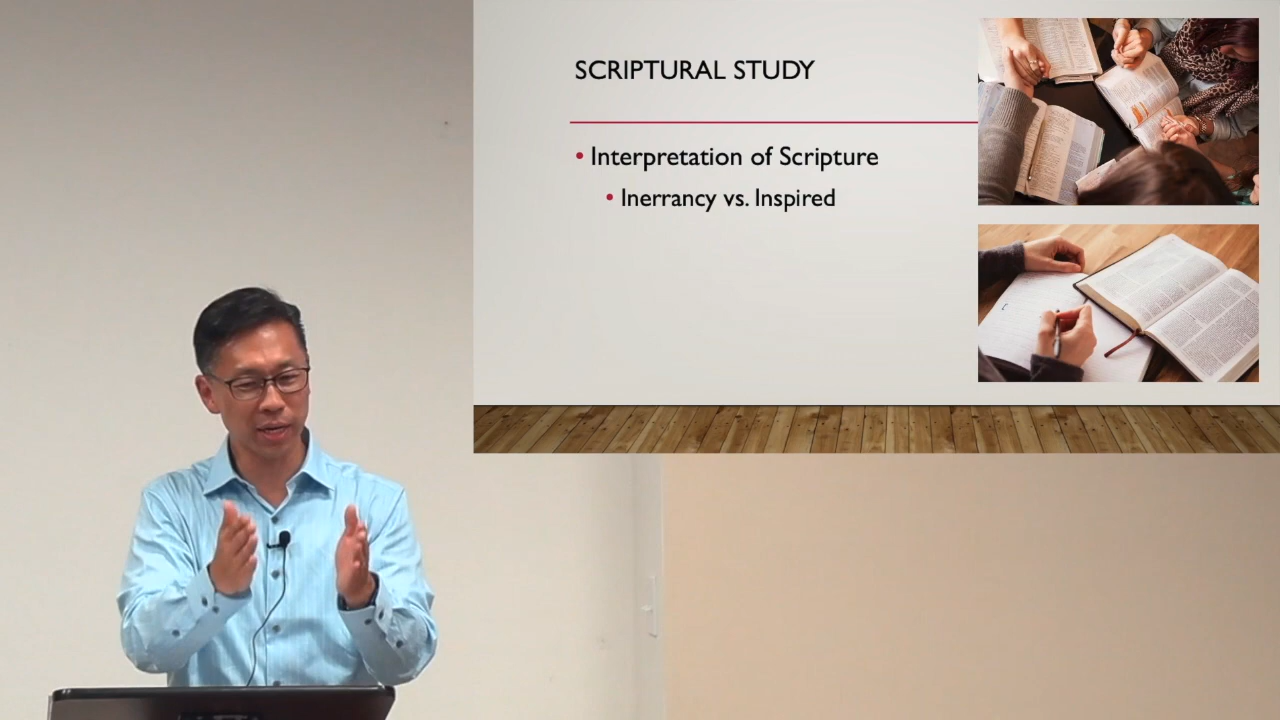 SCRIPTURAL STUDY
• Interpretation of Scripture
• Inerrancy vs. Inspired